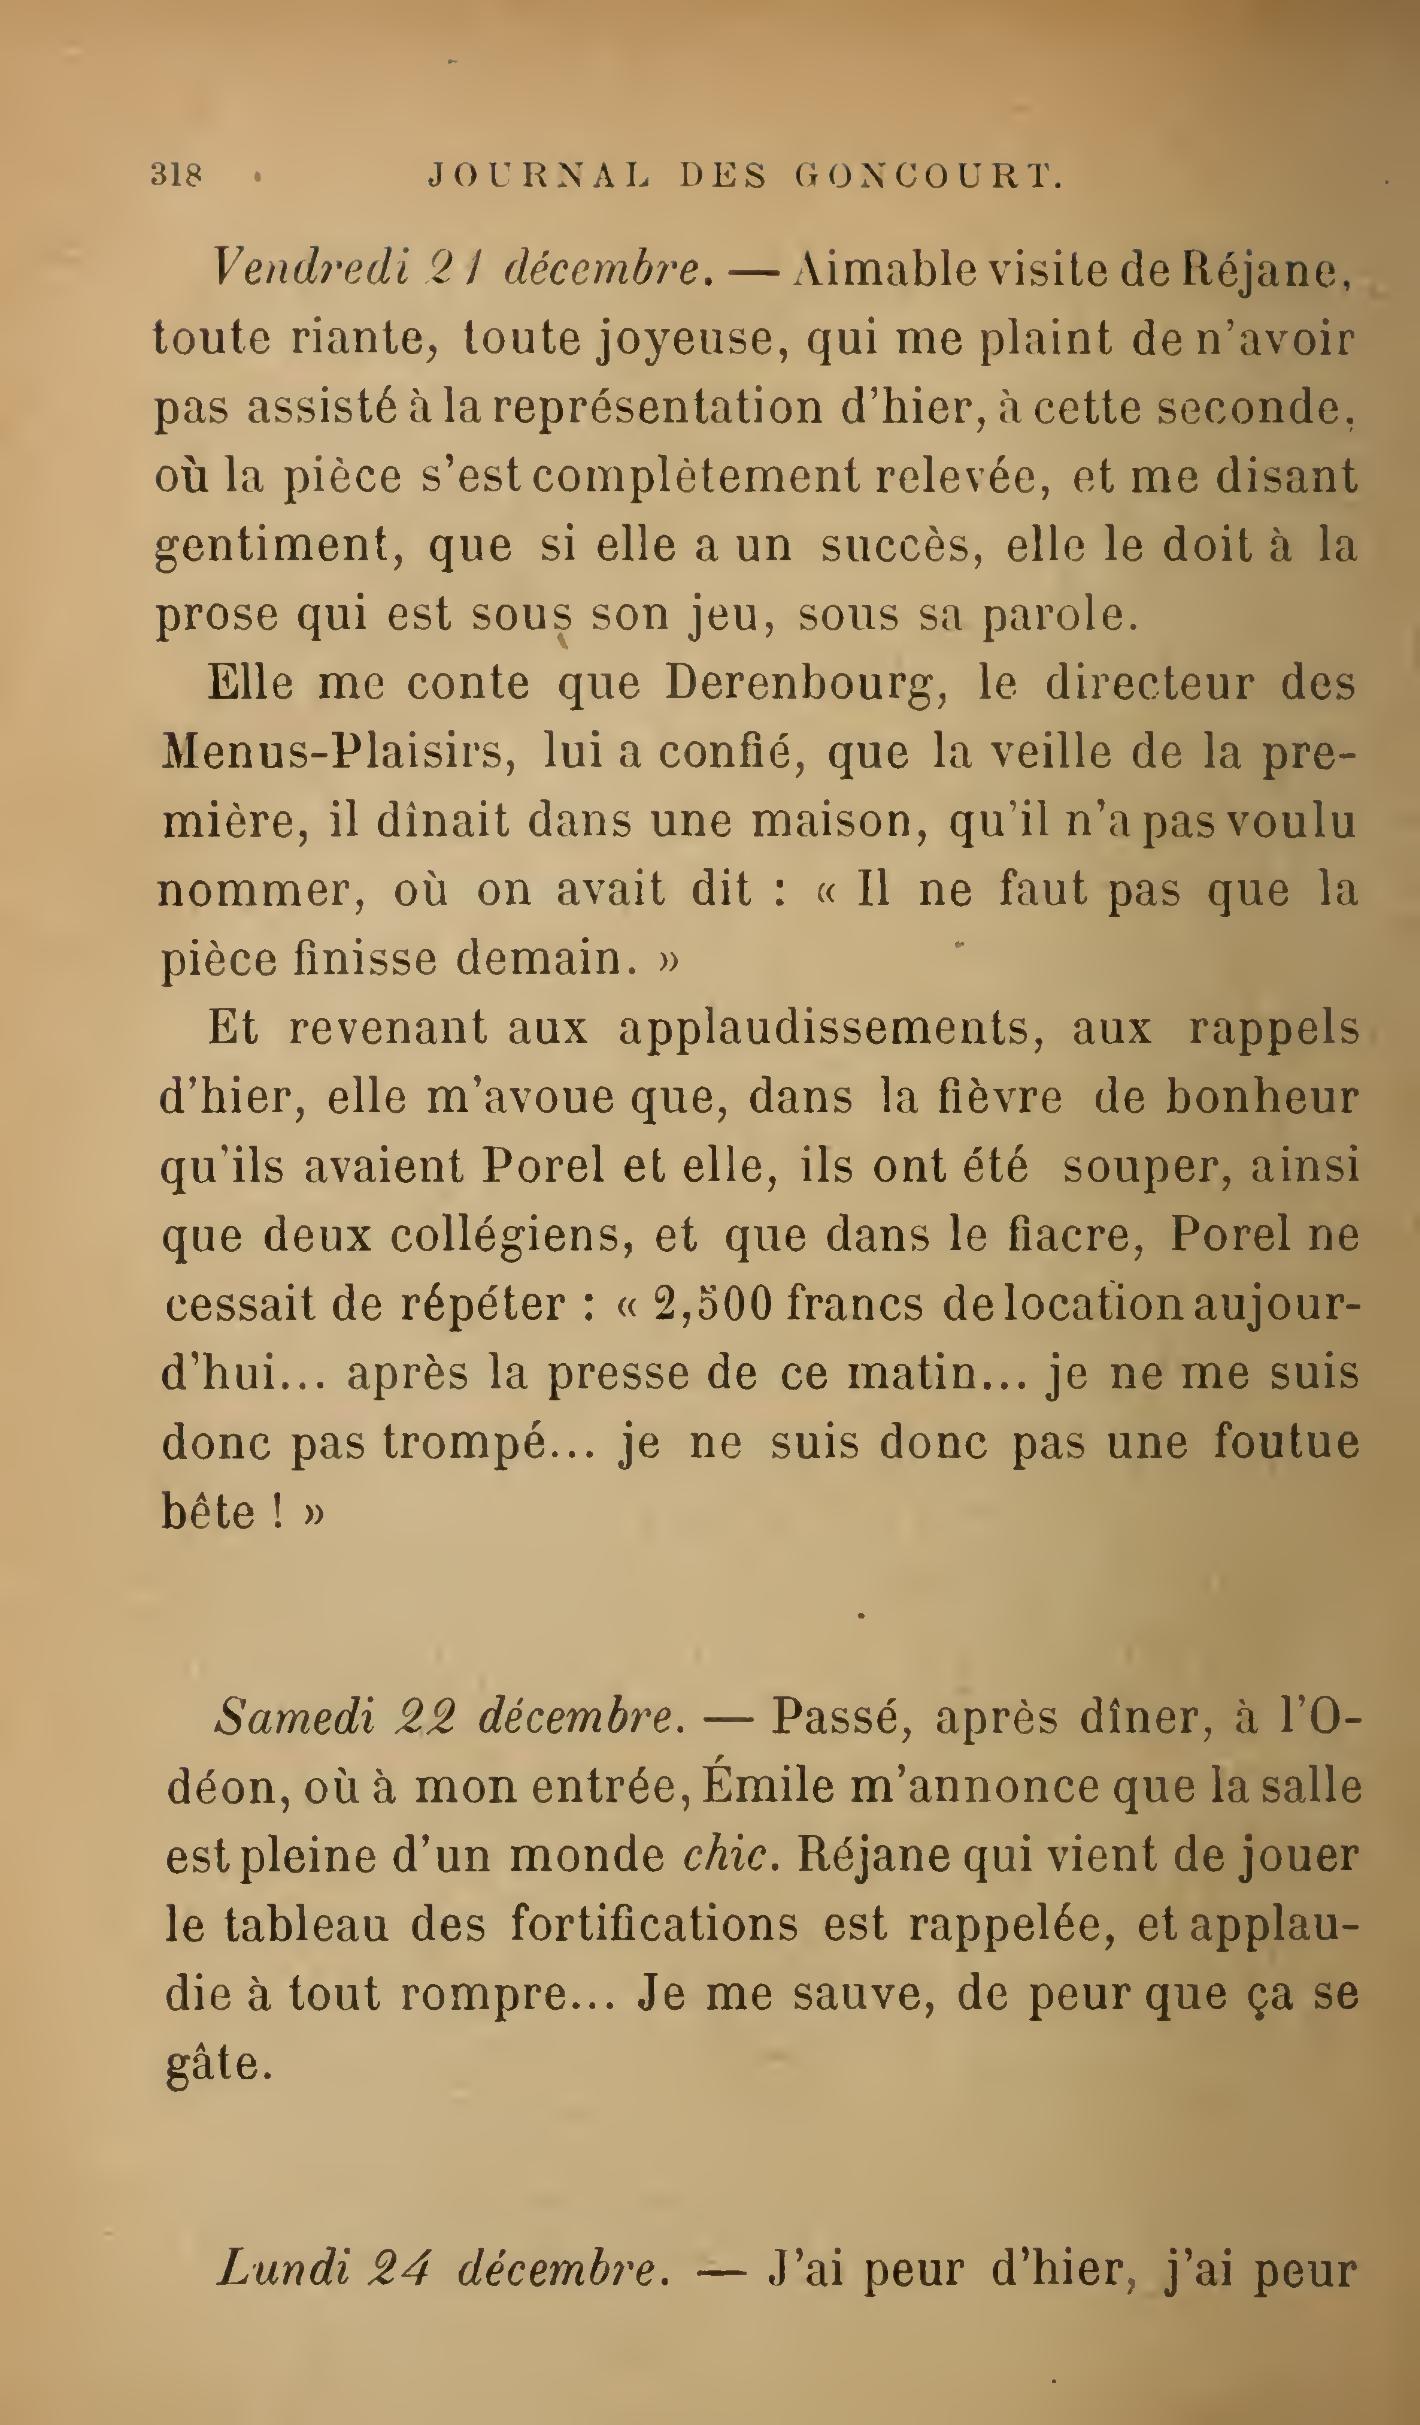 318 JOURNAL DES GONCOURT.
Vendredi 21 décembre. — Aimable visite de Réjane,
toute riante, toute joyeuse, qui me plaint de n'avoir
pas assisté à la représentation d'hier, à cette seconde,
où la pièce s'est complètement relevée, et me disant
gentiment, que si elle a un succès, elle le doit à la
prose qui est sous son jeu, sous sa parole.
Elle me conte que Derenbourg, le directeur des
Menus-Plaisirs, lui a confié, que la veille de la pre-
mière, il dînait dans une maison, qu'il n'a pas voulu
nommer, où on avait dit : « Il ne faut pas que la
pièce finisse demain. »
Et revenant aux applaudissements, aux rappels
d'hier, elle m'avoue que, dans la fièvre de bonheur
qu'ils avaient Porel et elle, ils ont été souper, ainsi
que deux collégiens, et que dans le fiacre, Porel ne
cessait de répéter : « 2,500 francs de location aujour-
d'hui... après la presse de ce matin... je ne me suis
donc pas trompé... je ne suis donc pas une foutue
bête ! »
Samedi 22 décembre. — Passé, après dîner, à l'O-
déon, où à mon entrée, Émile m'annonce que la salle
est pleine d'un monde chic. Réjane qui vient de jouer
le tableau des fortifications est rappelée, et applau-
die à tout rompre... Je me sauve, de peur que ça se
gâte.
Lundi 24 décembre. — J'ai peur d'hier, j'ai peur